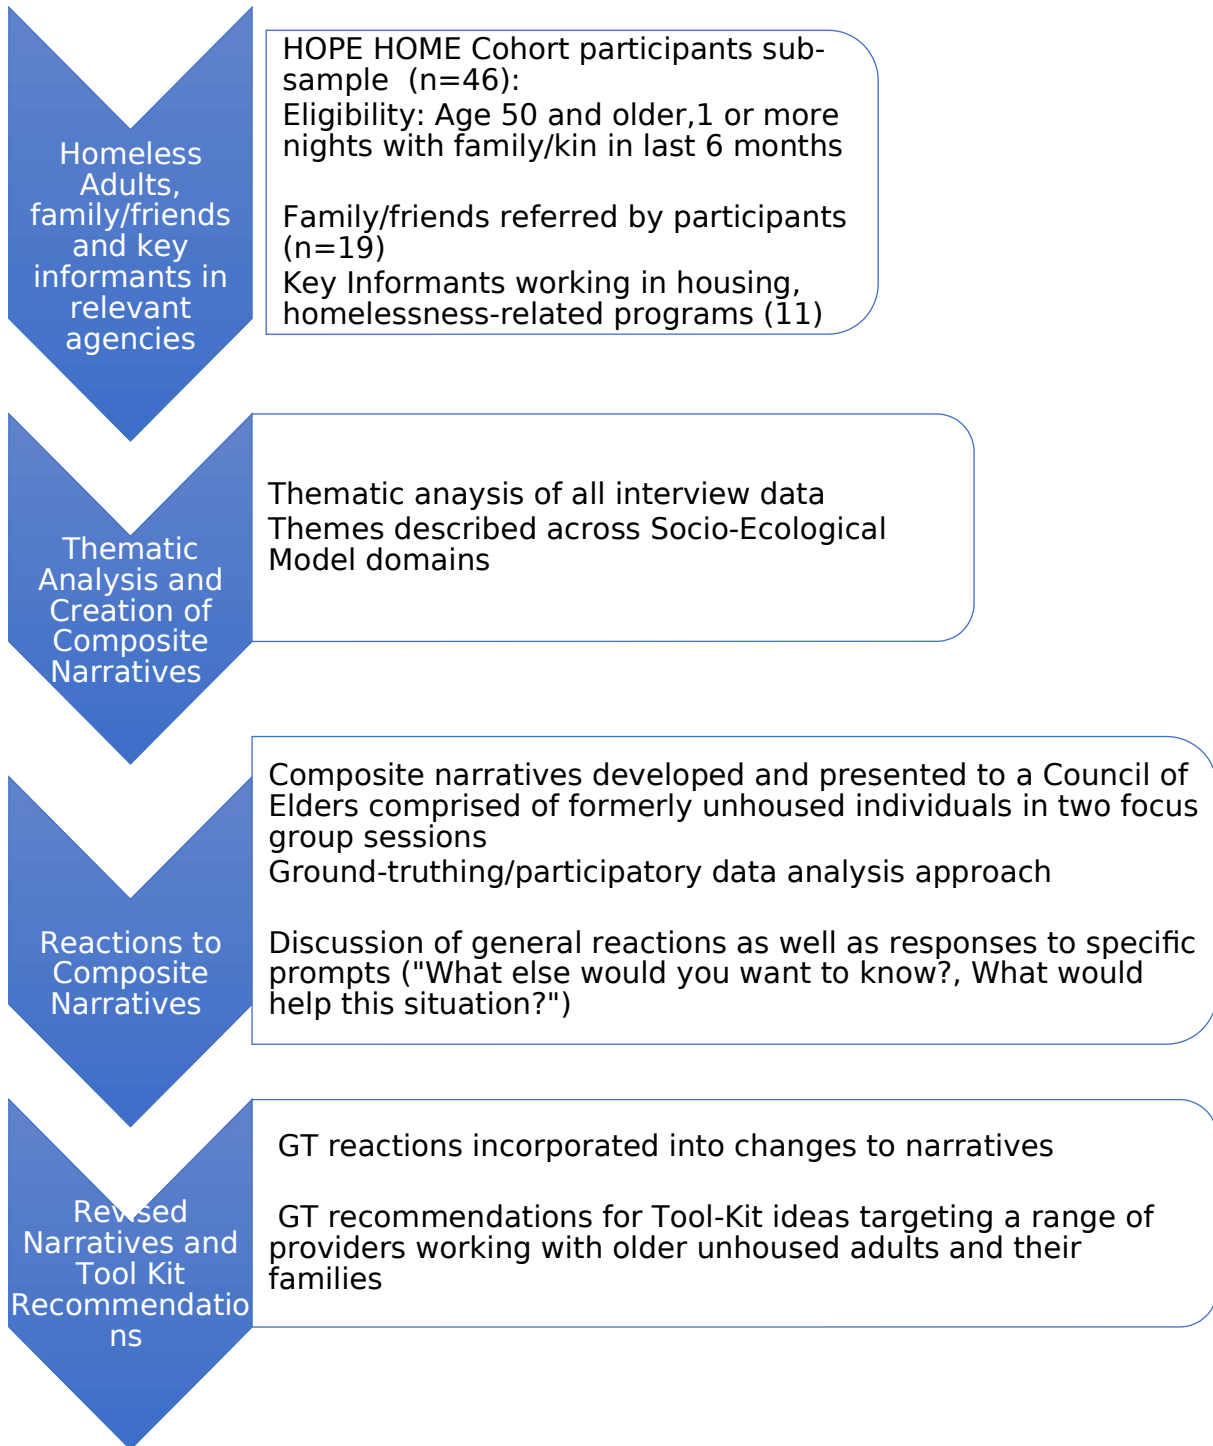 Homeless
Adults,
family/friends
and key
informants in
relevant
agencies
HOPE HOME Cohort participants sub-
sample  (n=46):
Eligibility: Age 50 and older,1 or more
nights with family/kin in last 6 months
Family/friends referred by participants
(n=19)
Key Informants working in housing,
homelessness-related programs (11)
Thematic
Analysis and
Creation of
Composite
Narratives
Thematic anaysis of all interview data
Themes described across Socio-Ecological
Model domains
Reactions to
Composite
Narratives
Composite narratives developed and presented to a Council of
Elders comprised of formerly unhoused individuals in two focus
group sessions
Ground-truthing/participatory data analysis approach
Discussion of general reactions as well as responses to specific
prompts ("What else would you want to know?, What would
help this situation?")
Revised
Narratives and
Tool Kit
Recommendatio
ns
GT reactions incorporated into changes to narratives
GT recommendations for Tool-Kit ideas targeting a range of
providers working with older unhoused adults and their
families